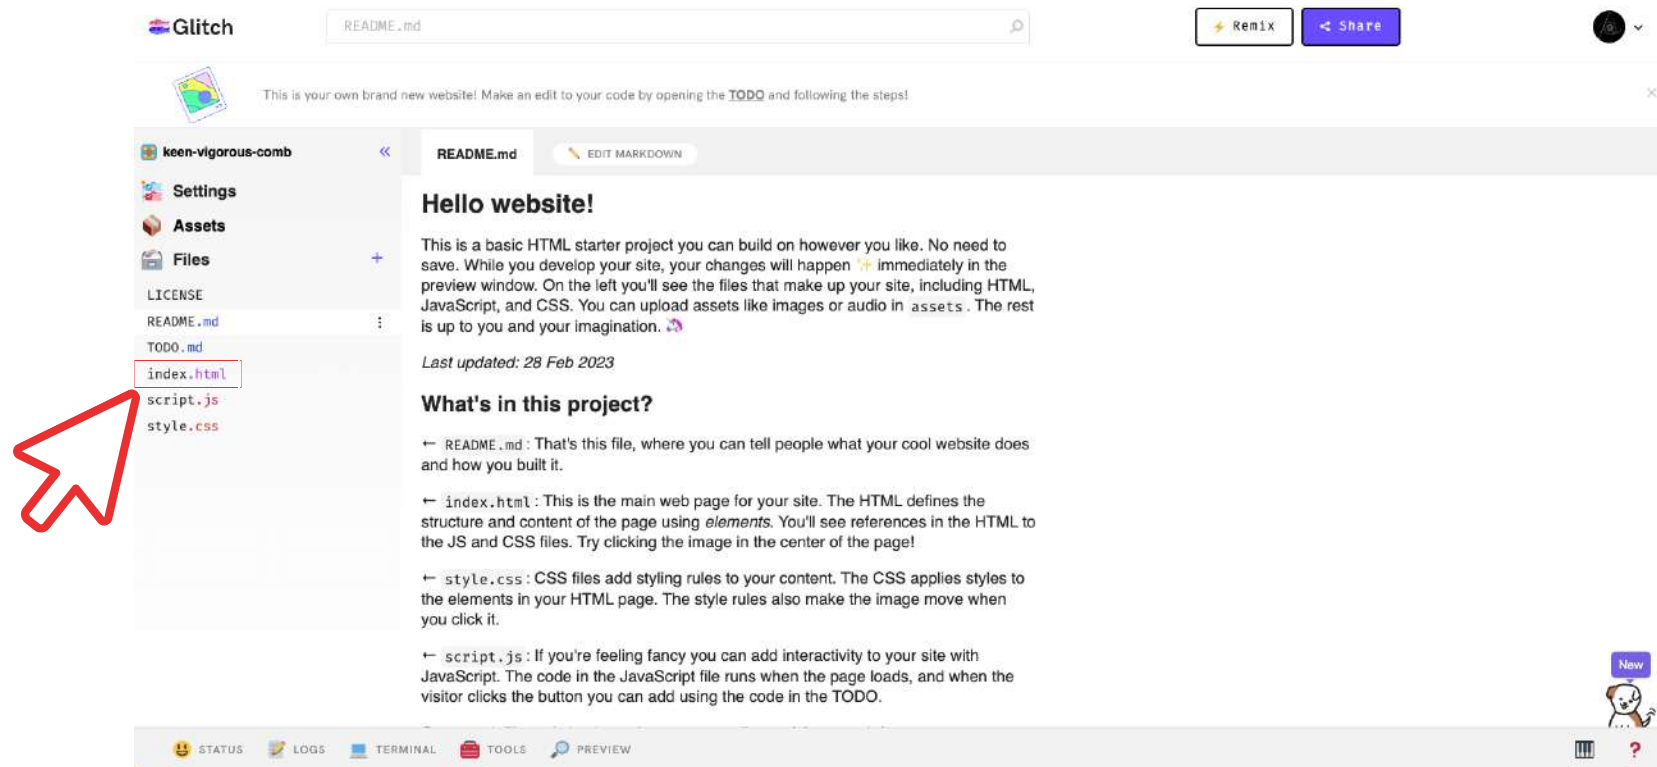 Glitch
README.md
Remix
Share
This is your own brand new website! Make an edit to your code by opening the TODO and following the steps!
keen-vigorous-comb
README.md
EDIT MARKDOWN
Settings
Assets
Files
LICENSE
README.md
TODO.md
index.html
script.js
style.css
Hello website!
This is a basic HTML starter project you can build on however you like. No need to
save. While you develop your site, your changes will happen ✨ immediately in the
preview window. On the left you'll see the files that make up your site, including HTML,
JavaScript, and CSS. You can upload assets like images or audio in assets. The rest
is up to you and your imagination. 🦄
Last updated: 28 Feb 2023
What's in this project?
← README.md: That's this file, where you can tell people what your cool website does
and how you built it.
← index.html: This is the main web page for your site. The HTML defines the
structure and content of the page using elements. You'll see references in the HTML to
the JS and CSS files. Try clicking the image in the center of the page!
← style.css: CSS files add styling rules to your content. The CSS applies styles to
the elements in your HTML page. The style rules also make the image move when
you click it.
← script.js: If you're feeling fancy you can add interactivity to your site with
JavaScript. The code in the JavaScript file runs when the page loads, and when the
visitor clicks the button you can add using the code in the TODO.
New
STATUS
LOGS
TERMINAL
TOOLS
PREVIEW
?